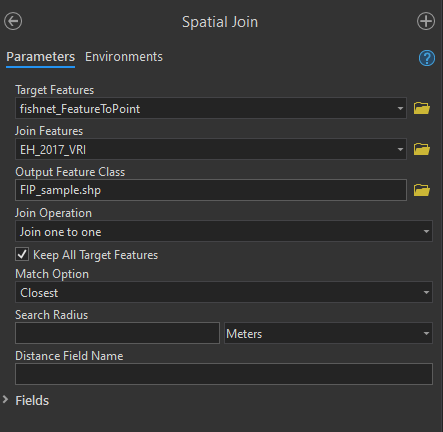 Spatial Join
Parameters Environments
Target Features
fishnet_FeatureToPoint
Join Features
EH_2017_VRI
Output Feature Class
FIP_sample.shp
Join Operation
Join one to one
Keep All Target Features
Match Option
Closest
Search Radius
Meters
Distance Field Name
Fields